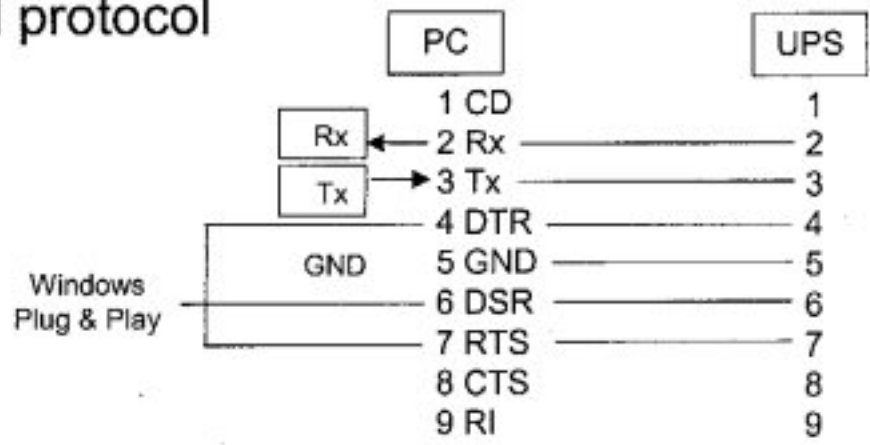 protocol
PC UPS
1 CD 1
Rx 2 Rx 2
Tx 3 Tx 3
4 DTR 4
GND 5 GND 5
Windows
Plug & Play
6 DSR 6
7 RTS 7
8 CTS 8
9 RI 9